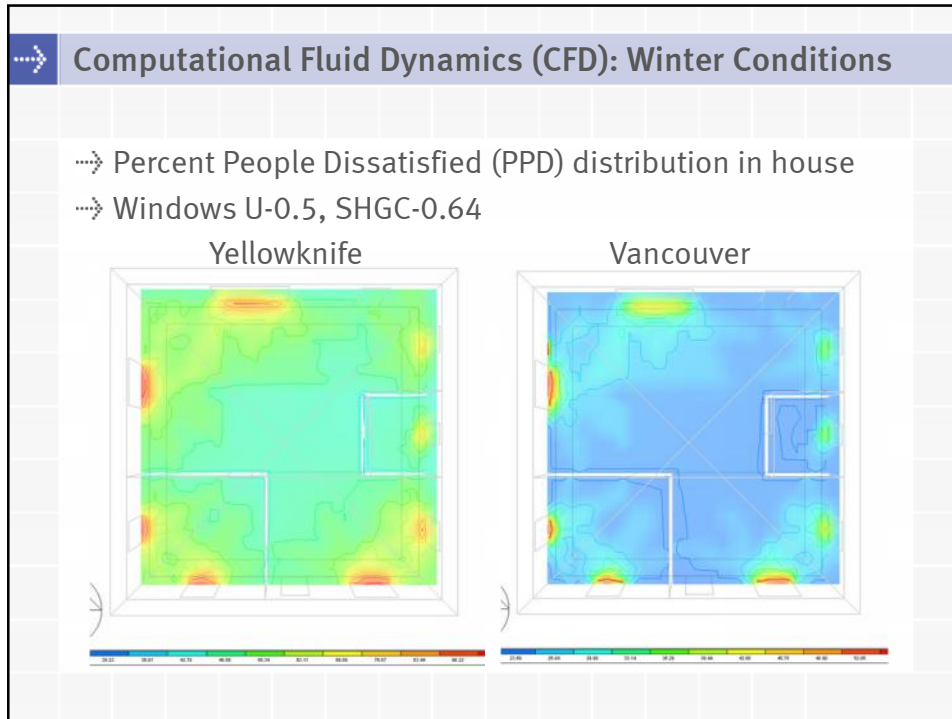 Computational Fluid Dynamics (CFD): Winter Conditions
Percent People Dissatisfied (PPD) distribution in house
Windows U-0.5, SHGC-0.64
Yellowknife
Vancouver